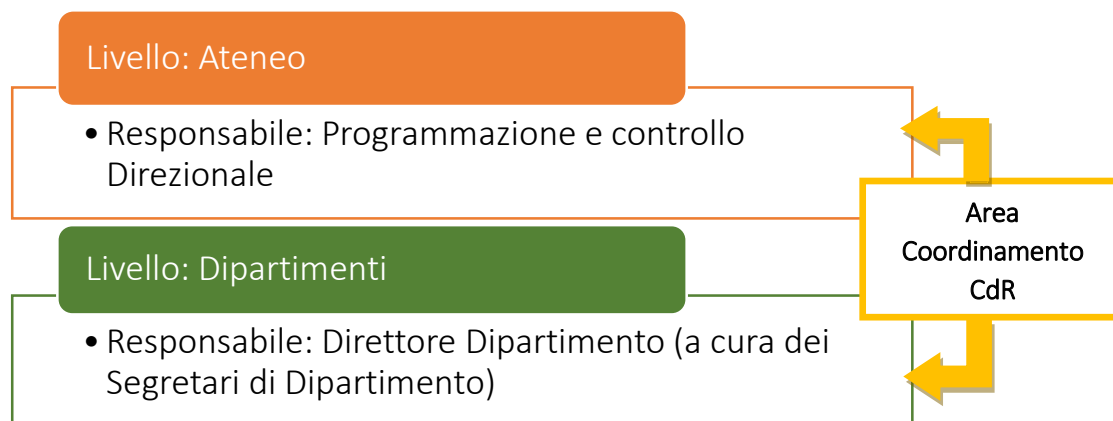 Livello: Ateneo
• Responsabile: Programmazione e controllo
Direzionale
Area
Coordinamento
CdR
Livello: Dipartimenti
• Responsabile: Direttore Dipartimento (a cura dei
Segretari di Dipartimento)